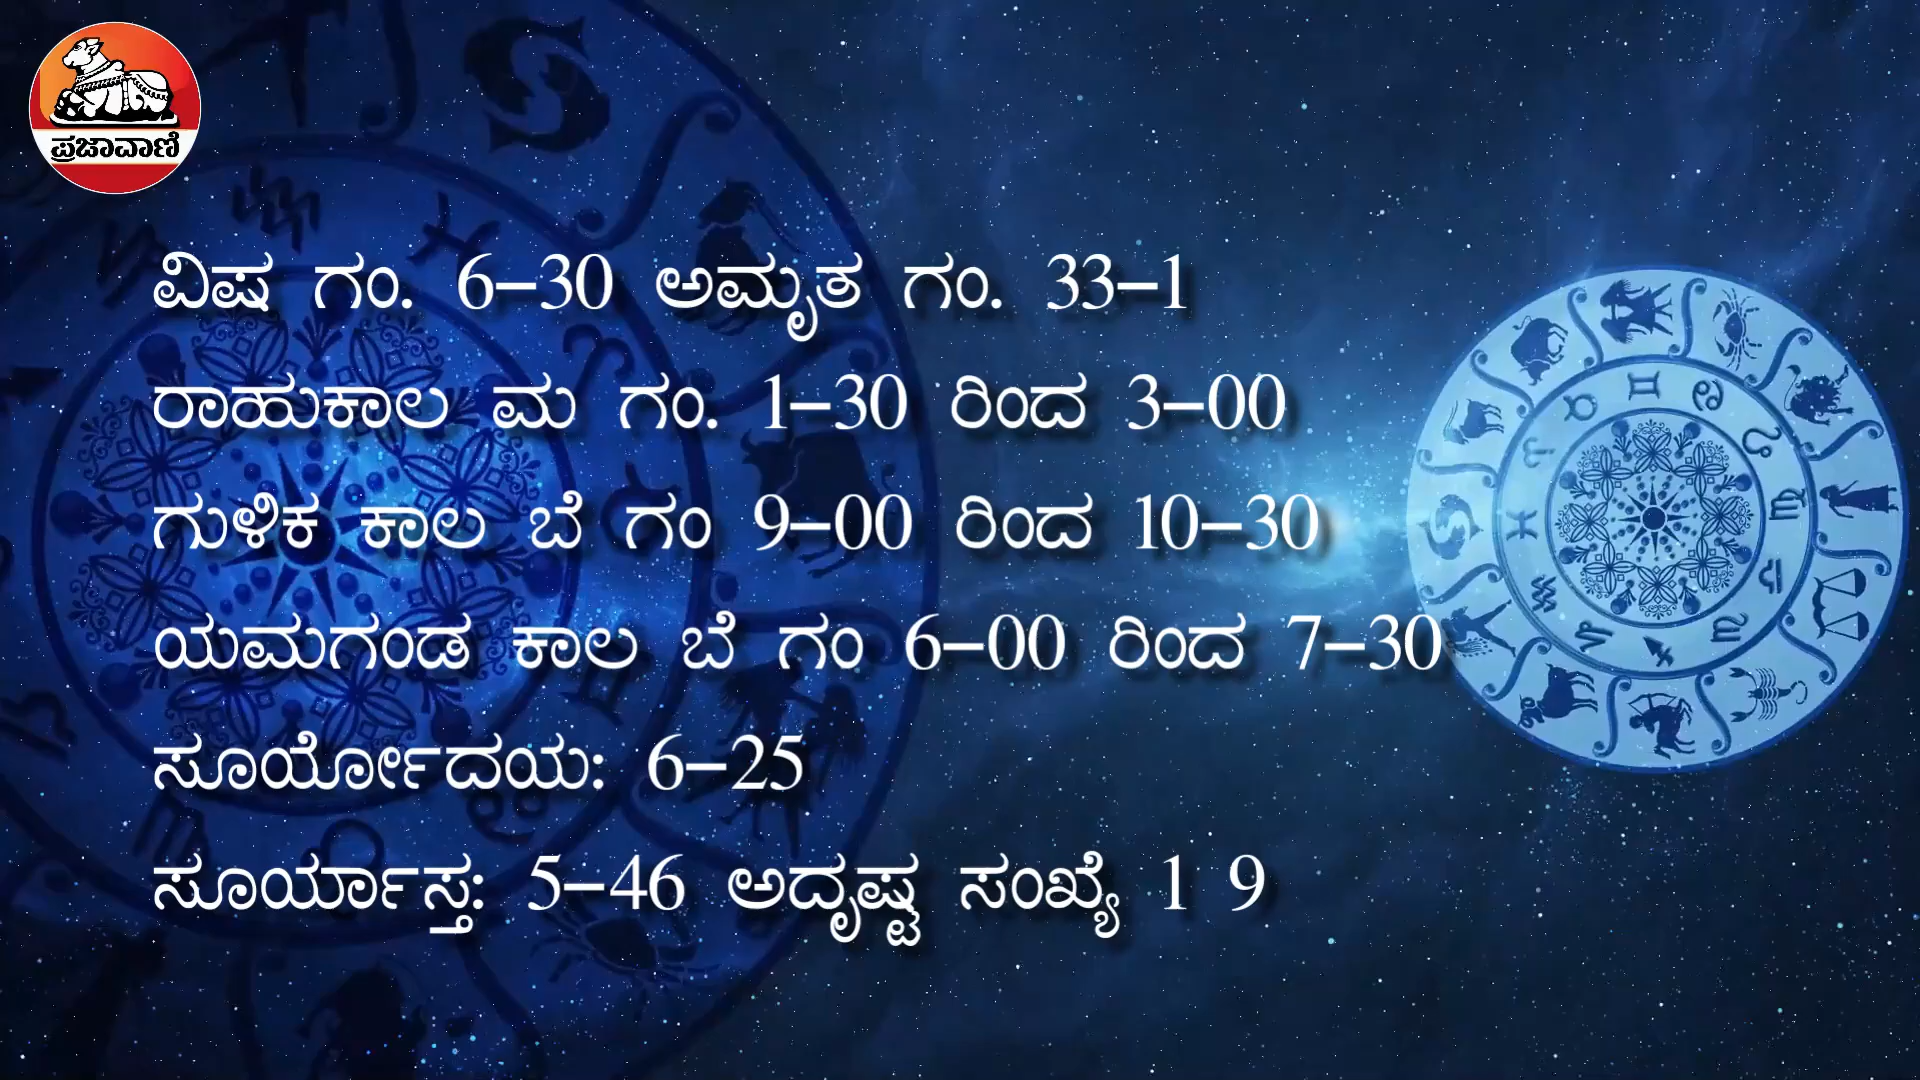 ಪ್ರಜಾವಾಣಿ
ವಿಷ ಗಂ. 6–30 ಅಮೃತ ಗಂ. 33–1
ರಾಹುಕಾಲ ಮ ಗಂ. 1–30 ರಿಂದ 3–00
ಗುಳಿಕ ಕಾಲ ಬೆ ಗಂ 9–00 ರಿಂದ 10–30
ಯಮಗಂಡ ಕಾಲ ಬೆ ಗಂ 6–00 ರಿಂದ 7–30
ಸೂರ್ಯೋದಯ: 6–25
ಸೂರ್ಯಾಸ್ತ: 5–46 ಅದೃಷ್ಟ ಸಂಖ್ಯೆ 1 9